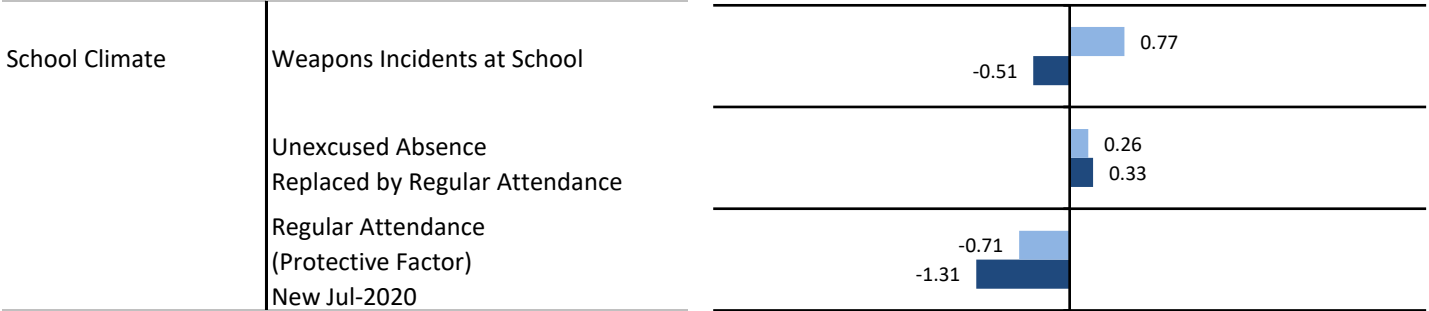 School Climate
Weapons Incidents at School
0.77
-0.51
Unexcused Absence
Replaced by Regular Attendance
0.26
0.33
Regular Attendance
(Protective Factor)
New Jul-2020
-0.71
-1.31